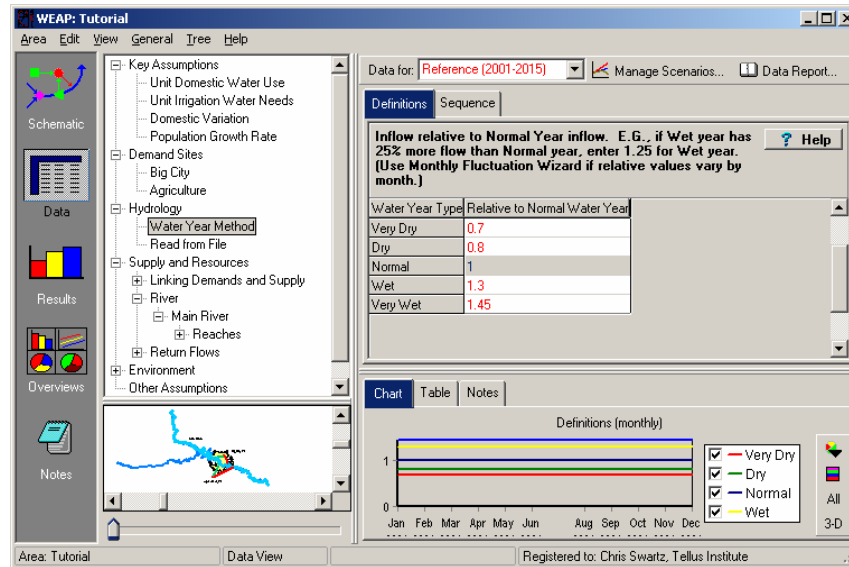 WEAP: Tutorial
Area Edit View General Tree Help
Schematic
Data
Results
Overviews
Notes
Key Assumptions
Unit Domestic Water Use
Unit Irrigation Water Needs
Domestic Variation
Population Growth Rate
Demand Sites
Big City
Agriculture
Hydrology
Water Year Method
Read from File
Supply and Resources
Linking Demands and Supply
River
Main River
Reaches
Return Flows
Environment
Other Assumptions
Data for: Reference (2001-2015) Manage Scenarios... Data Report...
Definitions Sequence
Inflow relative to Normal Year inflow. E.G., if Wet year has
25% more flow than Normal year, enter 1.25 for Wet year.
(Use Monthly Fluctuation Wizard if relative values vary by
month.)
? Help
Water Year Type Relative to Normal Water Year
Very Dry 0.7
Dry 0.8
Normal 1
Wet 1.3
Very Wet 1.45
Chart Table Notes
Definitions (monthly)
1
0
Jan Feb Mar Apr May Jun Aug Sep Oct Nov Dec
Very Dry
Dry
Normal
Wet
All
3-D
Area: Tutorial Data View Registered to: Chris Swartz, Tellus Institute